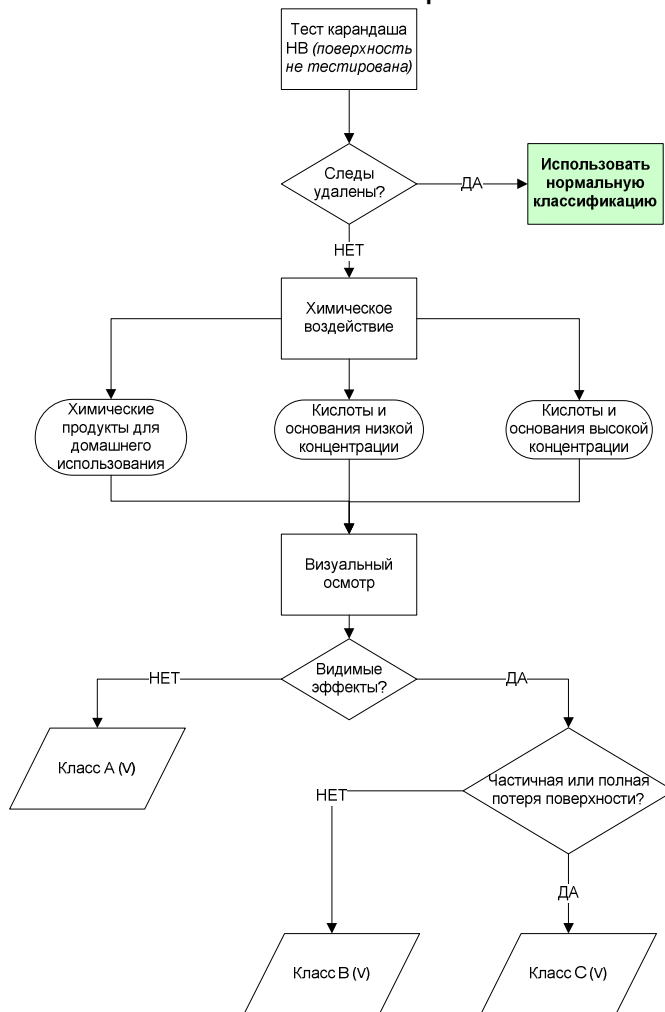 Тест карандаша
HB (поверхность
не тестирована)
Следы
удалены?
ДА
Использовать
нормальную
классификацию
НЕТ
Химическое
воздействие
Химические
продукты для
домашнего
использования
Кислоты и
основания низкой
концентрации
Кислоты и
основания высокой
концентрации
Визуальный
осмотр
Видимые
эффекты?
НЕТ
ДА
Класс A (V)
Частичная или полная
потеря поверхности?
НЕТ
ДА
Класс B (V)
Класс C (V)